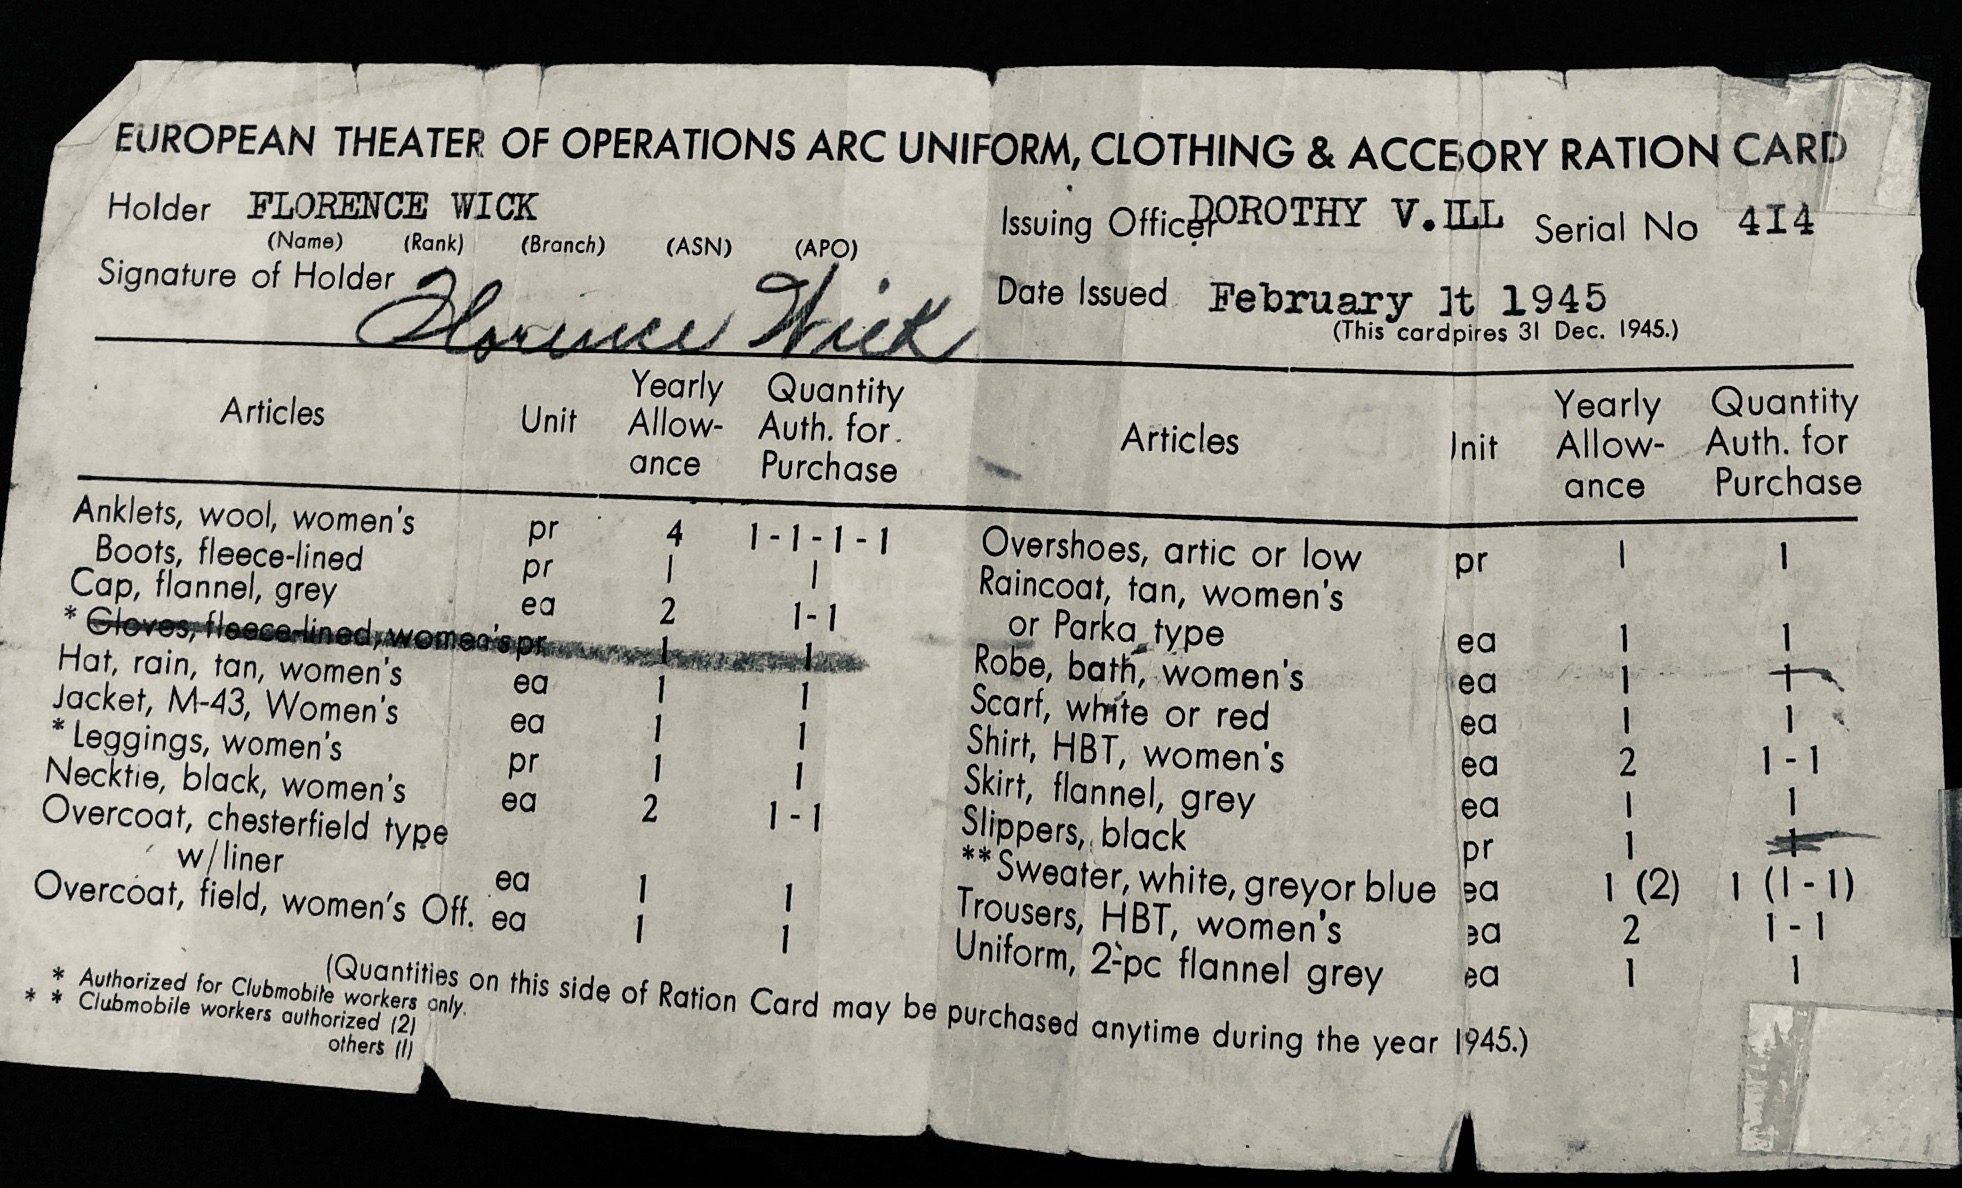 EUROPEAN THEATER OF OPERATIONS ARC UNIFORM, CLOTHING & ACCESORY RATION CARD
Holder FLORENCE WICK
(Name) (Rank) (Branch) (ASN) (APO)
Signature of Holder Florence Wick
Issuing Officer DOROTHY V. ILL Serial No 4I4
Date Issued February 1t 1945
(This card pires 31 Dec. 1945.)
Articles Unit Yearly Allow-ance Quantity Auth. for Purchase
Anklets, wool, women's pr 4 1-1-1-1
Boots, fleece-lined pr 1 1
Cap, flannel, grey ea 2 1-1
* Gloves, fleece-lined, women's pr 1 1
Hat, rain, tan, women's ea 1 1
Jacket, M-43, Women's ea 1 1
* Leggings, women's pr 1 1
Necktie, black, women's ea 2 1-1
Overcoat, chesterfield type
w/liner ea 1 1
Overcoat, field, women's Off. ea 1 1
Articles Unit Yearly Allow-ance Quantity Auth. for Purchase
Overshoes, artic or low pr 1 1
Raincoat, tan, women's
or Parka type ea 1 1
Robe, bath, women's ea 1 1
Scarf, white or red ea 1 1
Shirt, HBT, women's ea 2 1-1
Skirt, flannel, grey ea 1 1
Slippers, black pr 1 1
** Sweater, white, grey or blue ea 1 (2) 1 (1-1)
Trousers, HBT, women's ea 2 1-1
Uniform, 2-pc flannel grey ea 1 1
(Quantities on this side of Ration Card may be purchased anytime during the year 1945.)
* Authorized for Clubmobile workers only.
* * Clubmobile workers authorized (2)
others (1)